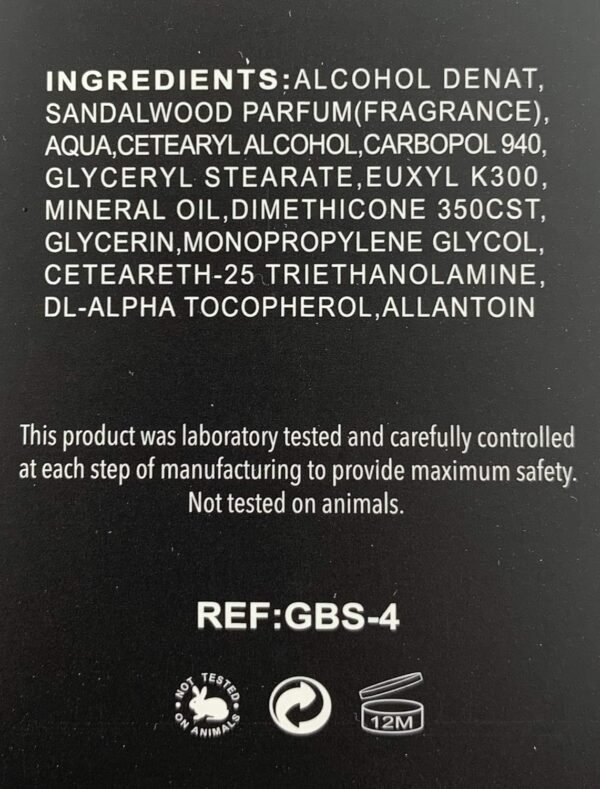 INGREDIENTS:ALCOHOL DENAT,
SANDALWOOD PARFUM(FRAGRANCE),
AQUA,CETEARYL ALCOHOL,CARBOPOL 940,
GLYCERYL STEARATE,EUXYL K300,
MINERAL OIL,DIMETHICONE 350CST,
GLYCERIN,MONOPROPYLENE GLYCOL,
CETEARETH-25 TRIETHANOLAMINE,
DL-ALPHA TOCOPHEROL,ALLANTOIN
This product was laboratory tested and carefully controlled
at each step of manufacturing to provide maximum safety.
Not tested on animals.
REF:GBS-4
NOT TESTED
ON ANIMALS
12M